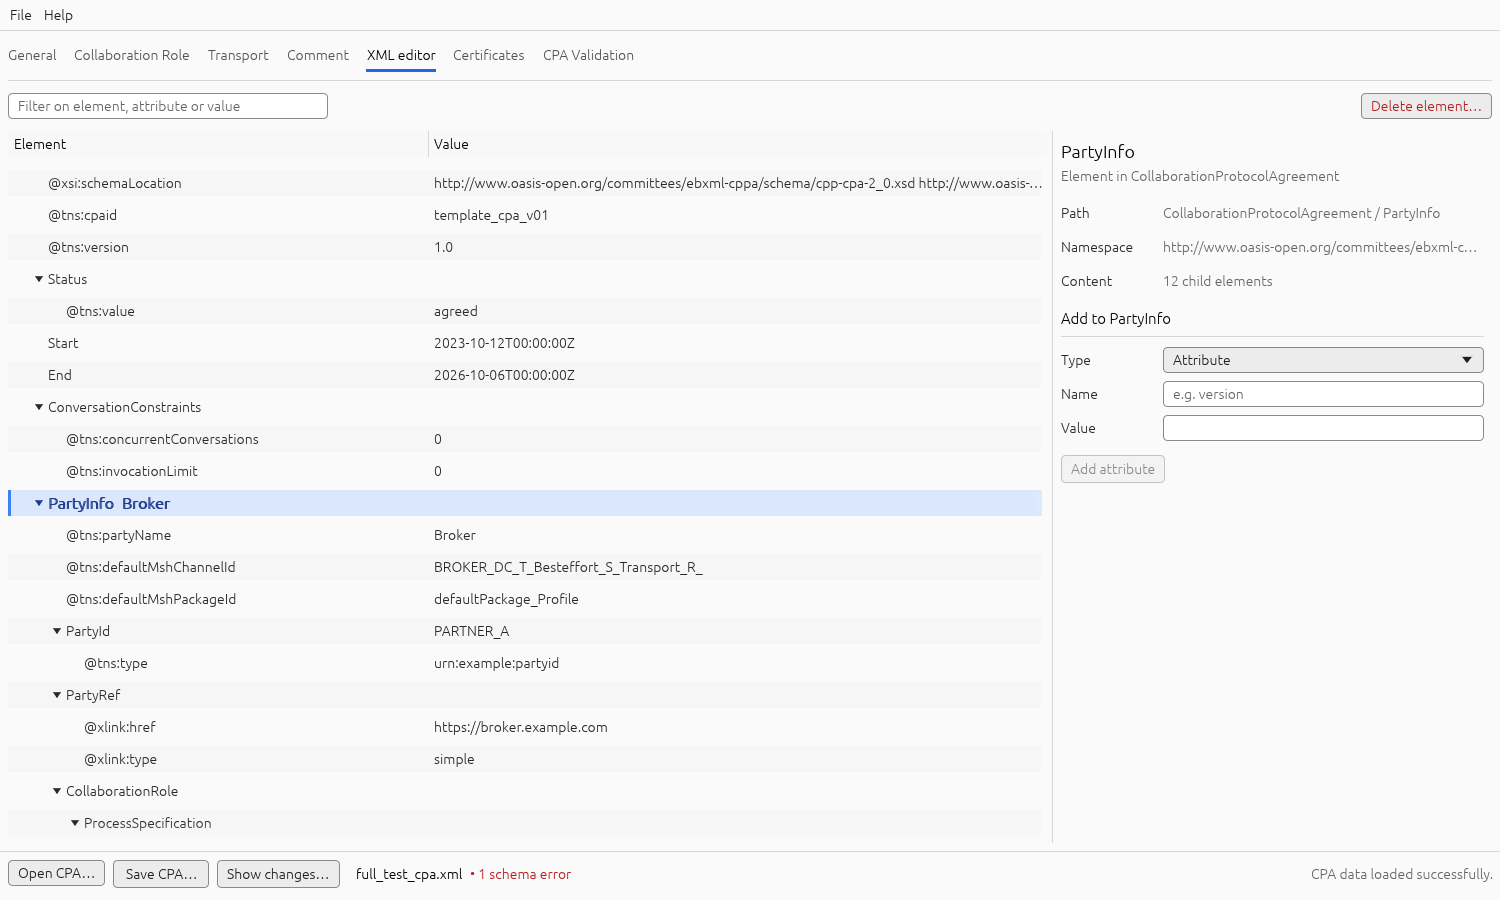 File Help
General Collaboration Role Transport Comment XML editor Certificates CPA Validation
Filter on element, attribute or value
Delete element…
Element Value
@xsi:schemaLocation http://www.oasis-open.org/committees/ebxml-cppa/schema/cpp-cpa-2_0.xsd http://www.oasis-…
@tns:cpaid template_cpa_v01
@tns:version 1.0
Status
@tns:value agreed
Start 2023-10-12T00:00:00Z
End 2026-10-06T00:00:00Z
ConversationConstraints
@tns:concurrentConversations 0
@tns:invocationLimit 0
PartyInfo Broker
@tns:partyName Broker
@tns:defaultMshChannelId BROKER_DC_T_Besteffort_S_Transport_R_
@tns:defaultMshPackageId defaultPackage_Profile
PartyId PARTNER_A
@tns:type urn:example:partyid
PartyRef
@xlink:href https://broker.example.com
@xlink:type simple
CollaborationRole
ProcessSpecification
PartyInfo
Element in CollaborationProtocolAgreement
Path CollaborationProtocolAgreement / PartyInfo
Namespace http://www.oasis-open.org/committees/ebxml-c…
Content 12 child elements
Add to PartyInfo
Type Attribute
Name e.g. version
Value
Add attribute
Open CPA… Save CPA… Show changes… full_test_cpa.xml • 1 schema error CPA data loaded successfully.